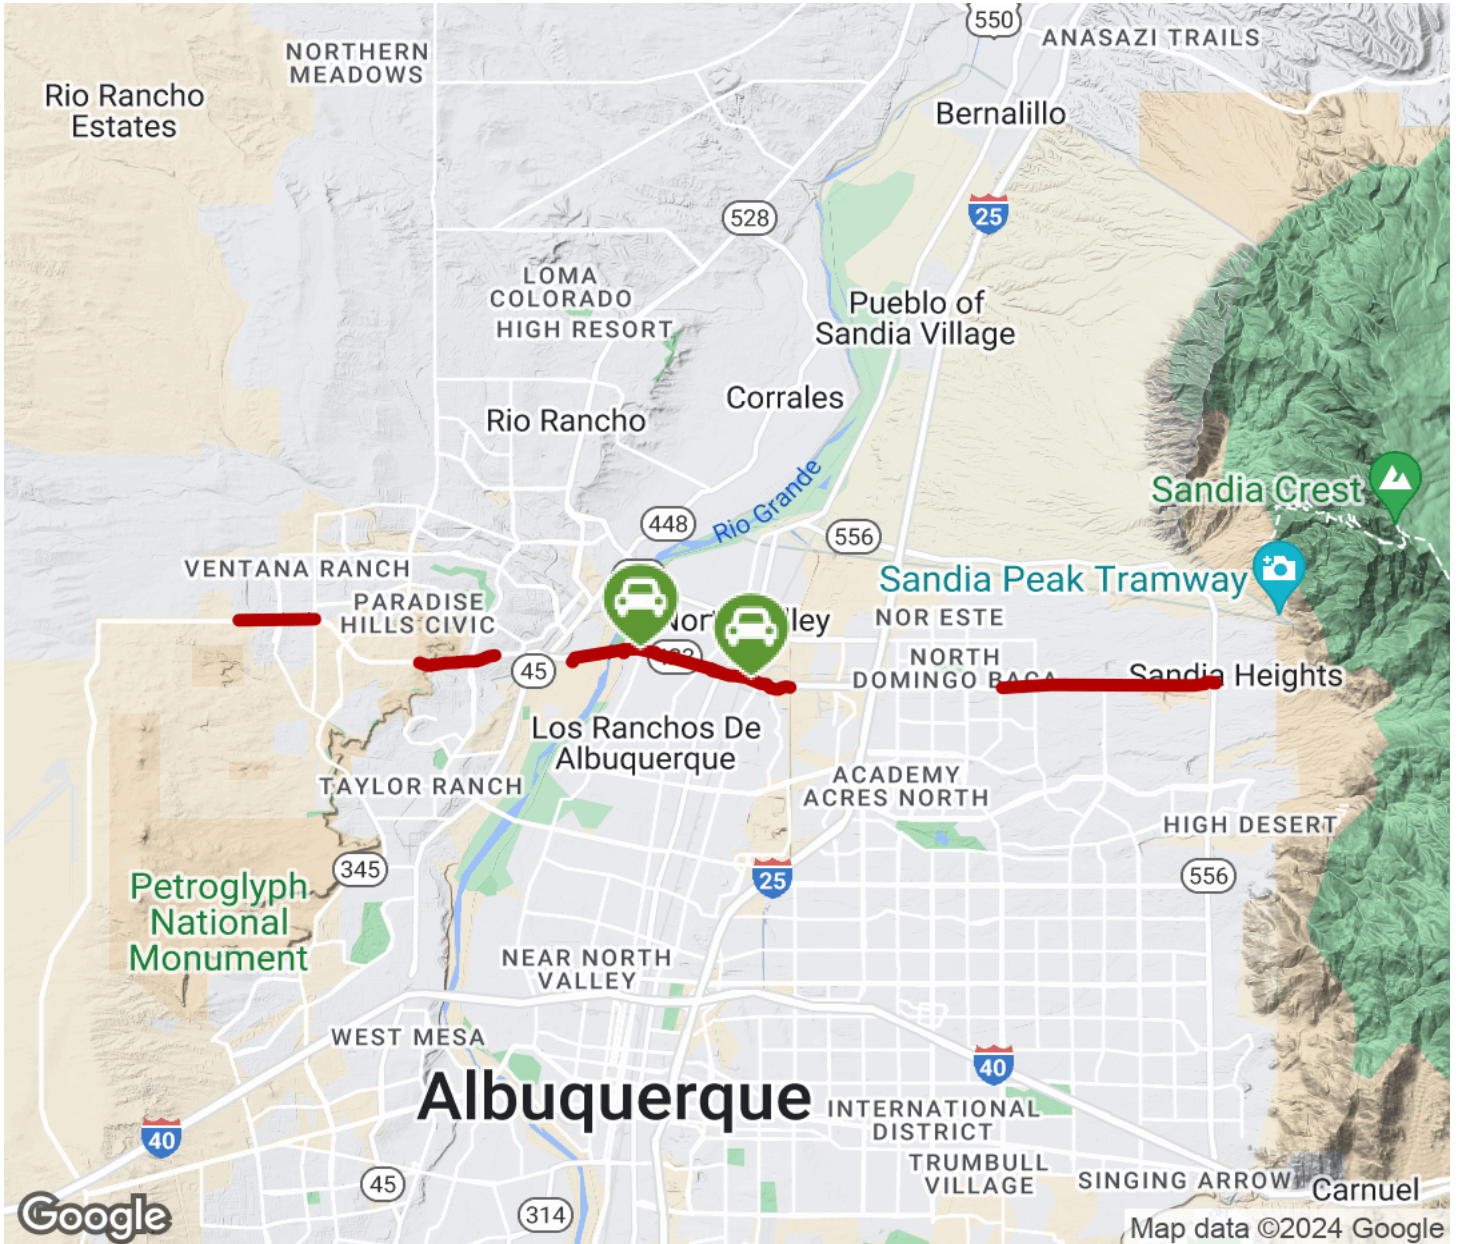 550
ANASAZI TRAILS
NORTHERN
MEADOWS
Rio Rancho
Estates
Bernalillo
528
25
LOMA
COLORADO
HIGH RESORT
Pueblo of
Sandia Village
Corrales
Rio Rancho
Rio Grande
448
556
Sandia Crest
VENTANA RANCH
Sandia Peak Tramway
PARADISE
HILLS CIVIC
NOR ESTE
45
NORTH
DOMINGO BACA
Sandia Heights
Los Ranchos De
Albuquerque
TAYLOR RANCH
ACADEMY
ACRES NORTH
HIGH DESERT
345
25
556
Petroglyph
National
Monument
NEAR NORTH
VALLEY
WEST MESA
40
Albuquerque
INTERNATIONAL
DISTRICT
40
TRUMBULL
VILLAGE
SINGING ARROW
Carnuel
45
314
Google
Map data ©2024 Google